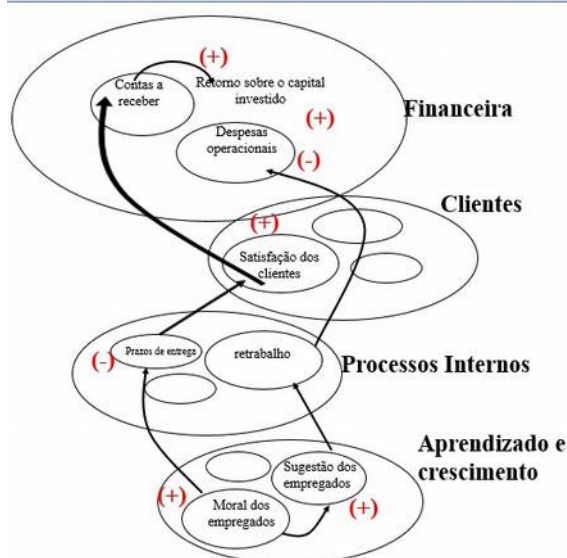 (+)
Contas a
receber
Retorno sobre o capital
investido
(+)
Financeira
Despesas
operacionais
(-)
Clientes
(+)
Satisfação dos
clientes
(-)
Prazos de entrega
retrabalho
Processos Internos
Aprendizado e
crescimento
Sugestão dos
empregados
(+)
Moral dos
empregados
(+)